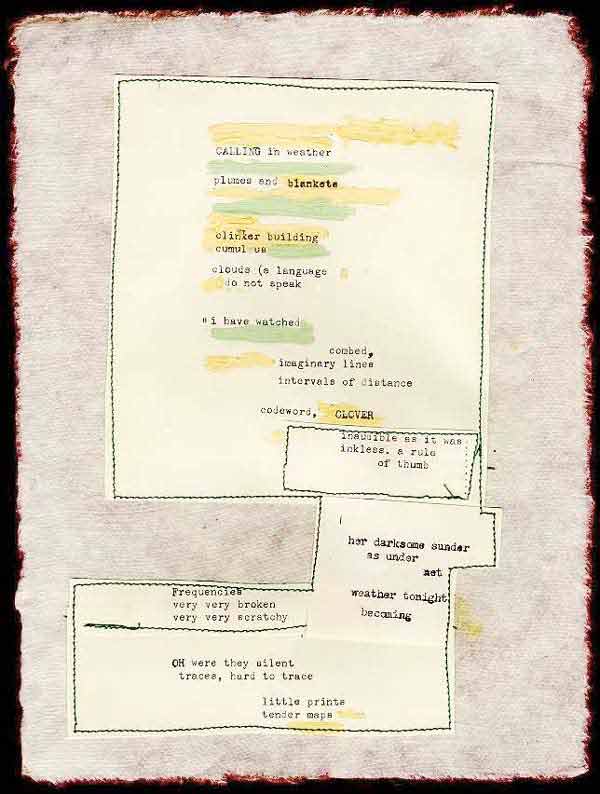 CALLING in weather
plumes and blankets
clinker building
cumul us
clouds (a language
do not speak
"i have watched
combed,
imaginary lines
intervals of distance
codeword, CLOVER
inaudible as it was
inkless. a rule
of thumb
her darksome sunder
as under
net
weather tonight
becoming
Frequencies
very very broken
very very scratchy
OH were they silent
traces, hard to trace
little prints
tender maps